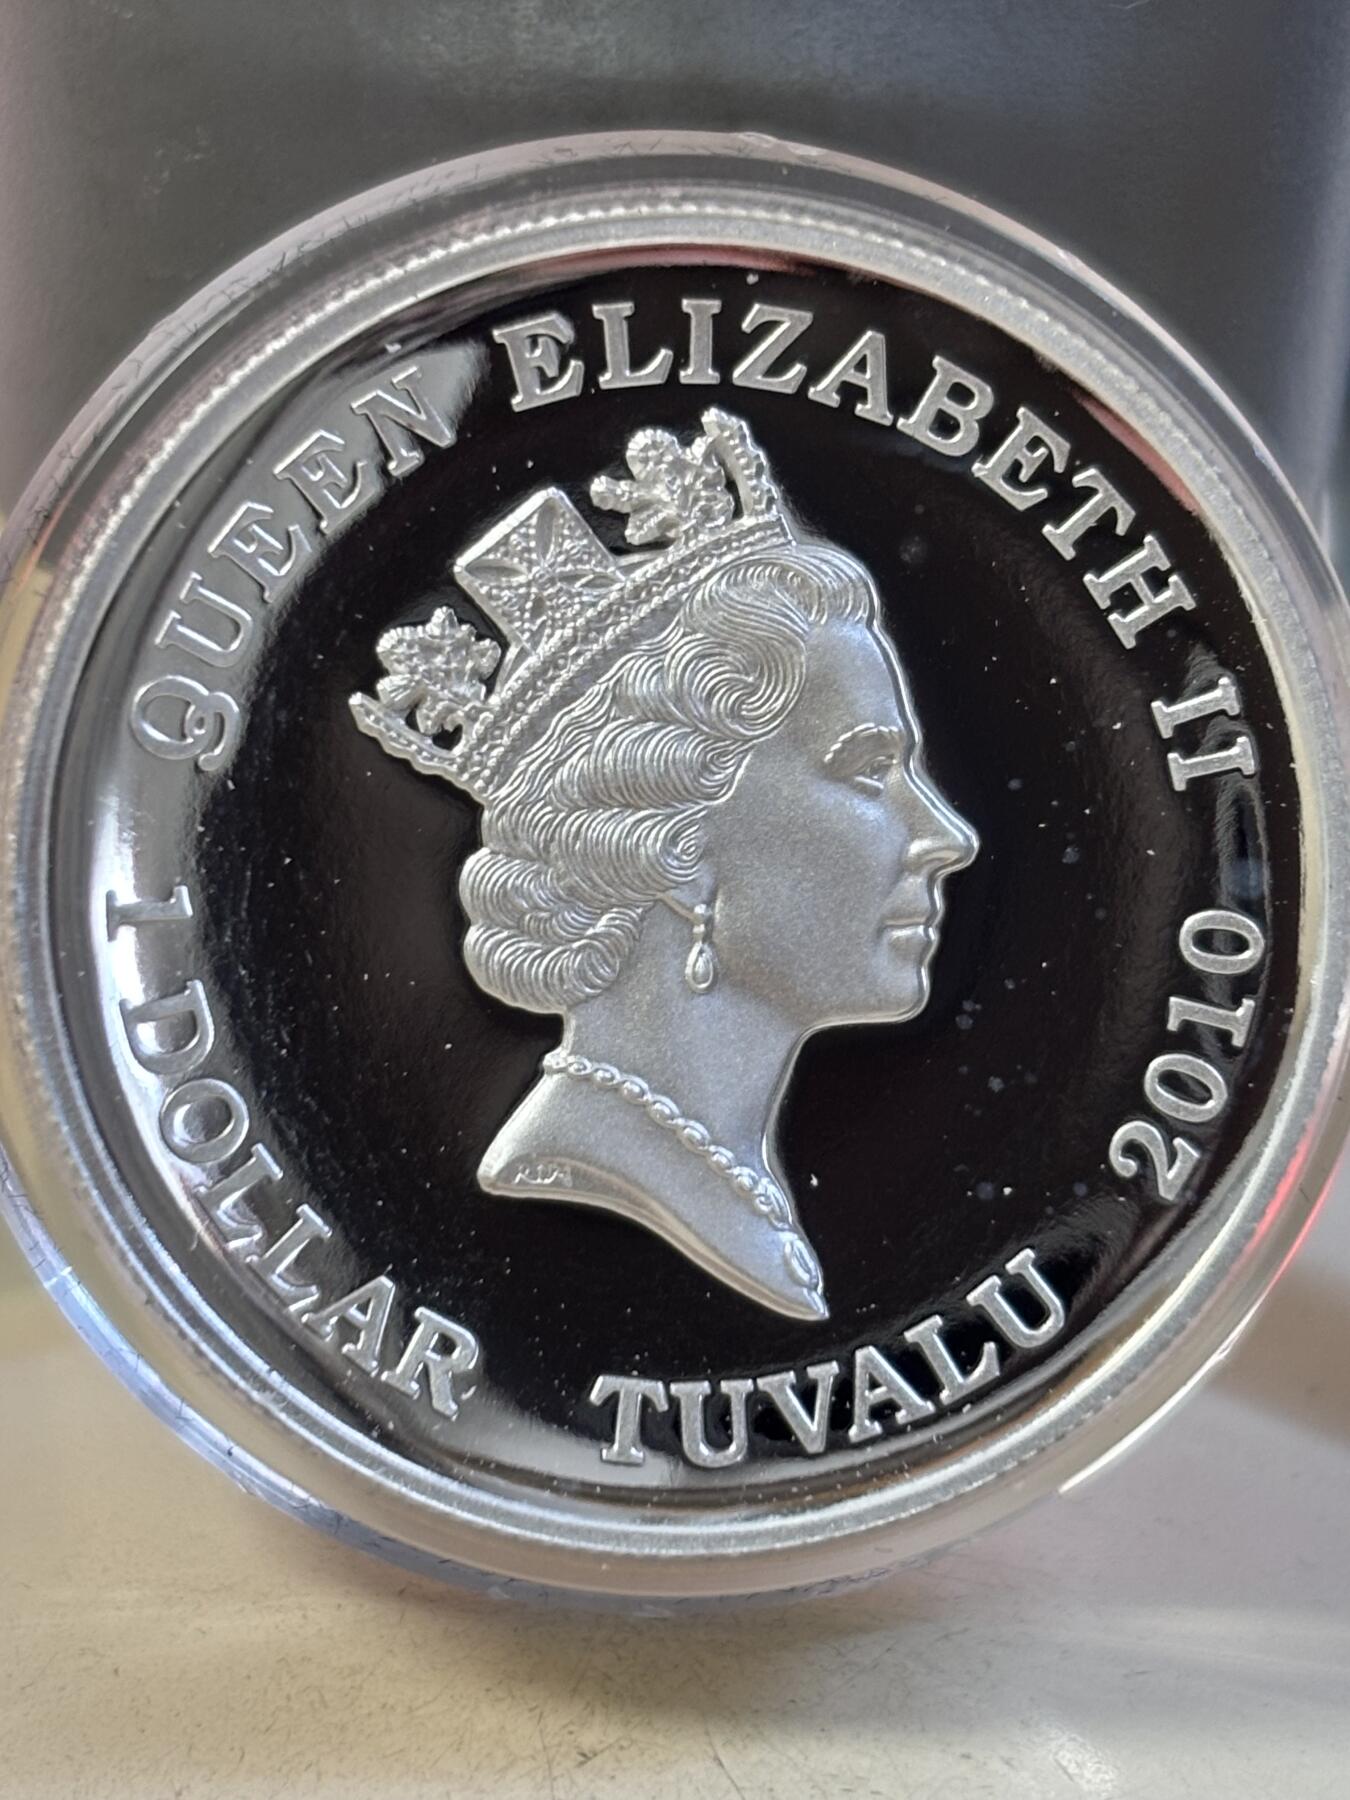 QUEEN ELIZABETH II 2010
1 DOLLAR TUVALU